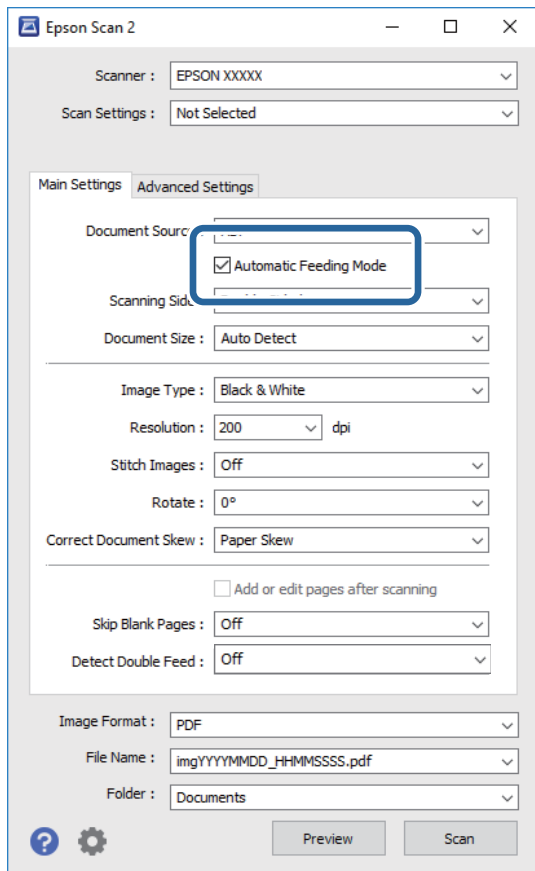 Epson Scan 2
Scanner : EPSON XXXXX
Scan Settings : Not Selected
Main Settings Advanced Settings
Document
Automatic Feeding Mode
Scanning
Document Size : Auto Detect
Image Type : Black & White
Resolution : 200 dpi
Stitch Images : Off
Rotate : 0°
Correct Document Skew : Paper Skew
Add or edit pages after scanning
Skip Blank Pages : Off
Detect Double Feed : Off
Image Format : PDF
File Name : imgYYYYMMDD_HHMMSSSS.pdf
Folder : Documents
? Preview Scan